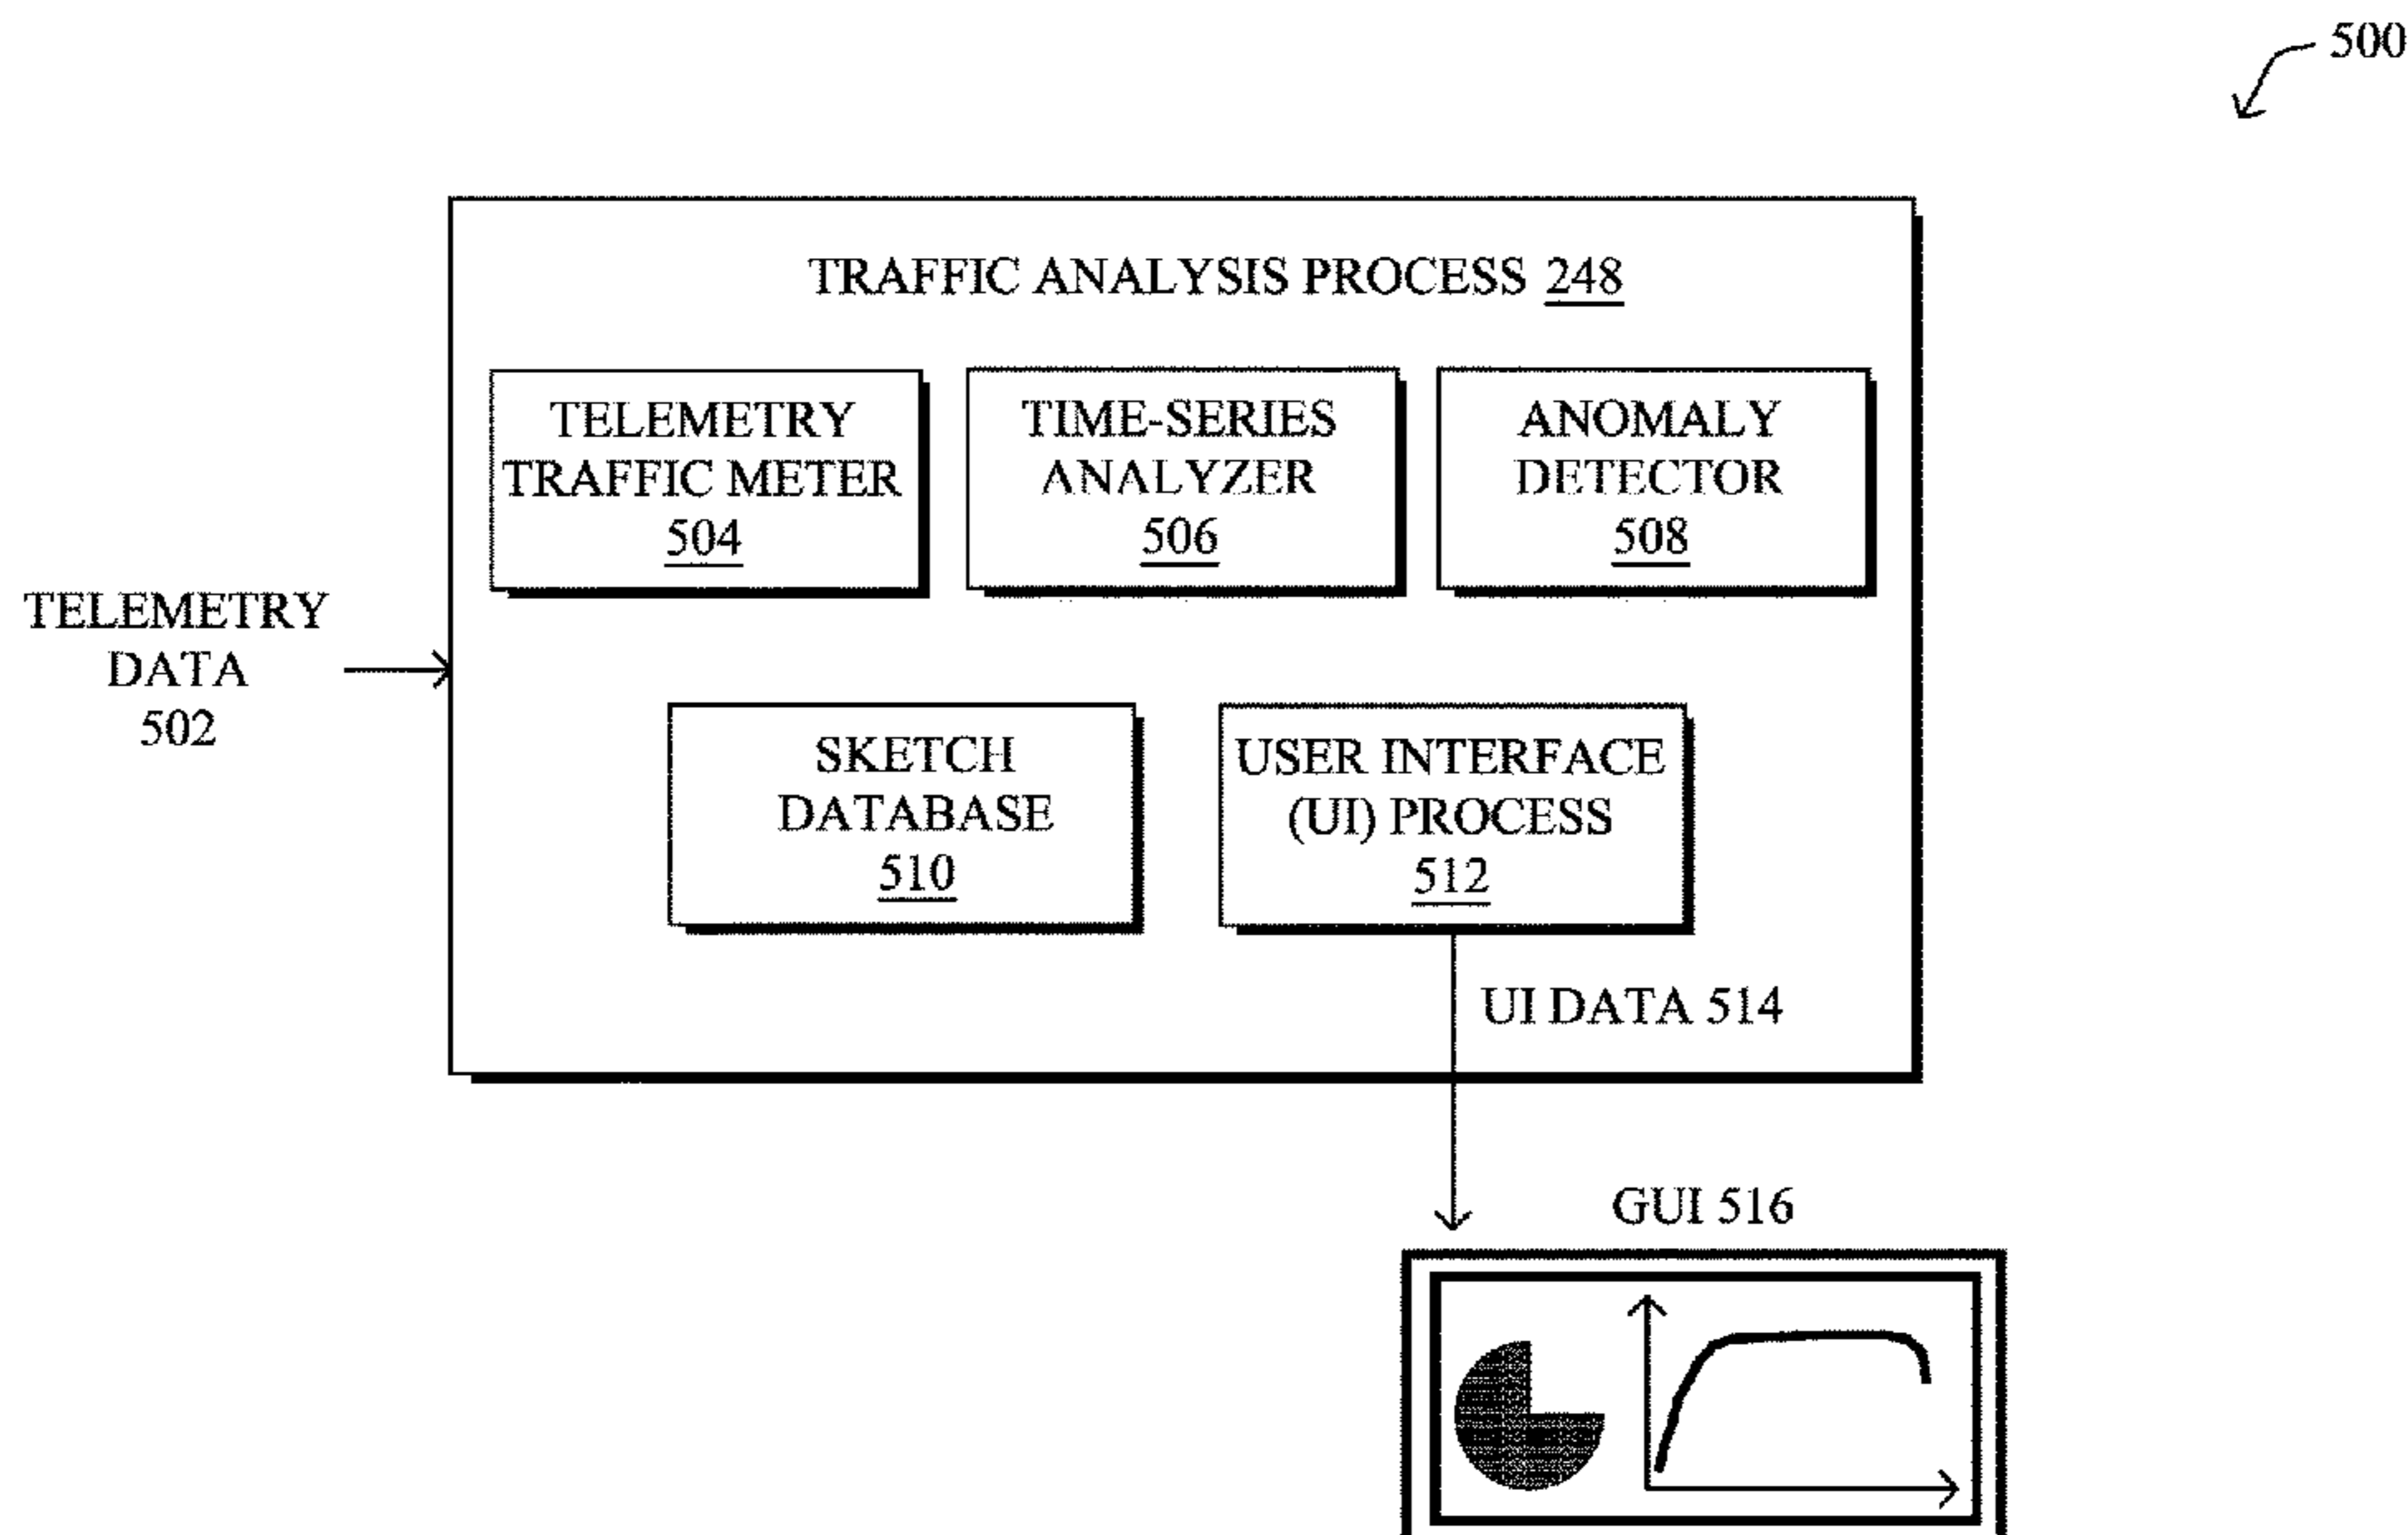 500
TRAFFIC ANALYSIS PROCESS 248
TELEMETRY
TRAFFIC METER
504
TIME-SERIES
ANALYZER
506
ANOMALY
DETECTOR
508
TELEMETRY
DATA
502
SKETCH
DATABASE
510
USER INTERFACE
(UI) PROCESS
512
UI DATA 514
GUI 516